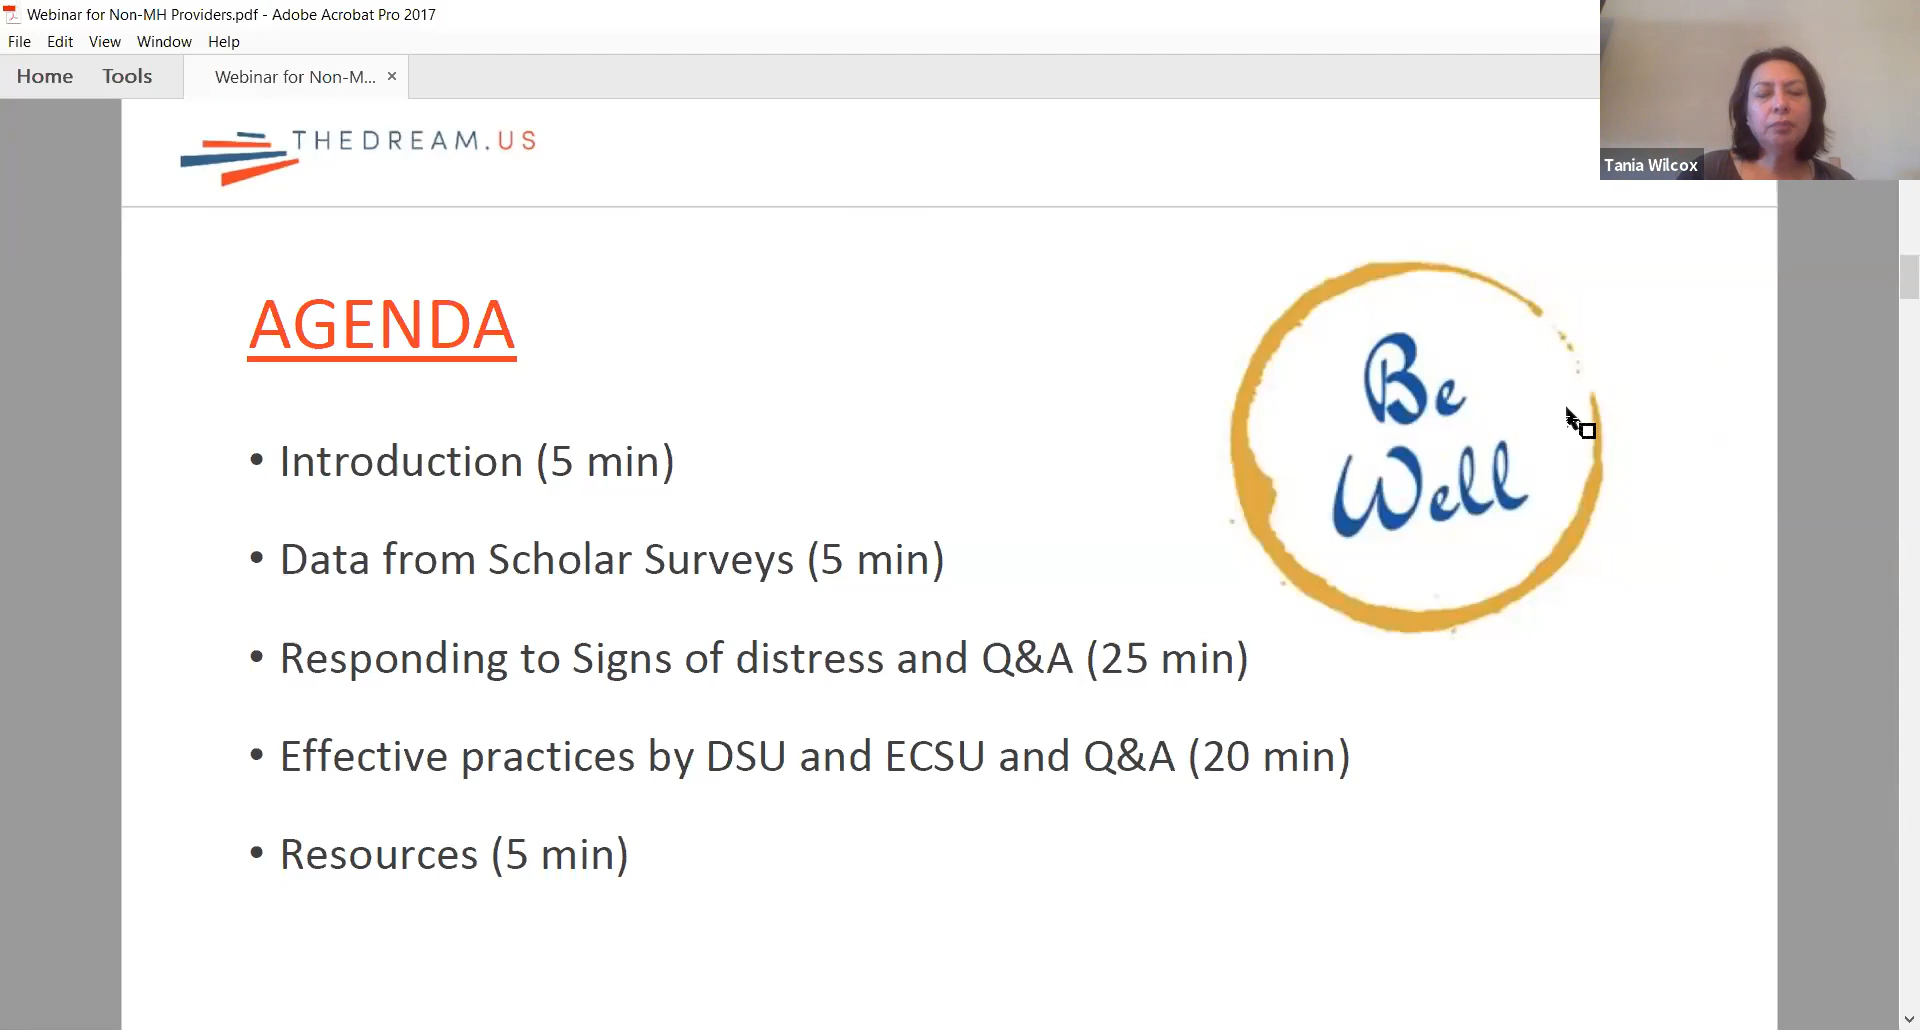 Webinar for Non-MH Providers.pdf - Adobe Acrobat Pro 2017
File Edit View Window Help
Home Tools Webinar for Non-M... ×
THEDREAM.US
Tania Wilcox
AGENDA
Be
Well
• Introduction (5 min)
• Data from Scholar Surveys (5 min)
• Responding to Signs of distress and Q&A (25 min)
• Effective practices by DSU and ECSU and Q&A (20 min)
• Resources (5 min)